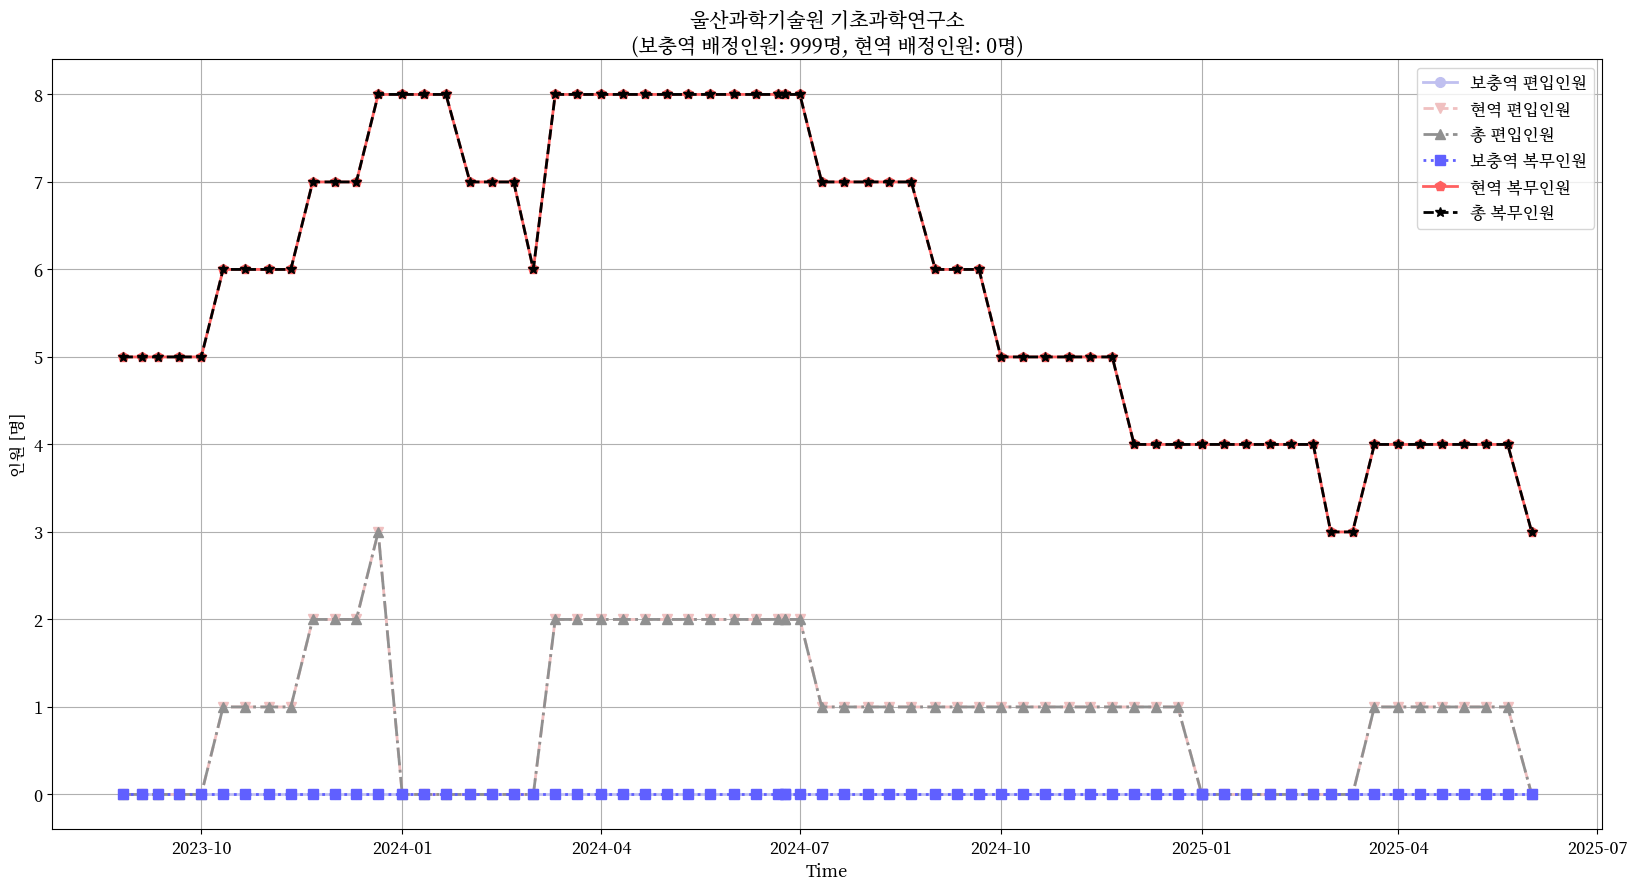 울산과학기술원 기초과학연구소
(보충역 배정인원: 999명, 현역 배정인원: 0명)
보충역 편입인원
현역 편입인원
총 편입인원
보충역 복무인원
현역 복무인원
총 복무인원
인원 [명]
8
7
6
5
4
3
2
1
0
2023-10
2024-01
2024-04
2024-07
2024-10
2025-01
2025-04
2025-07
Time